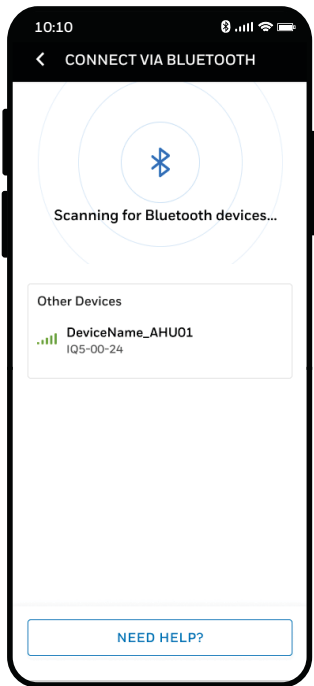 10:10
CONNECT VIA BLUETOOTH
Scanning for Bluetooth devices...
Other Devices
DeviceName_AHU01
IQ5-00-24
NEED HELP?